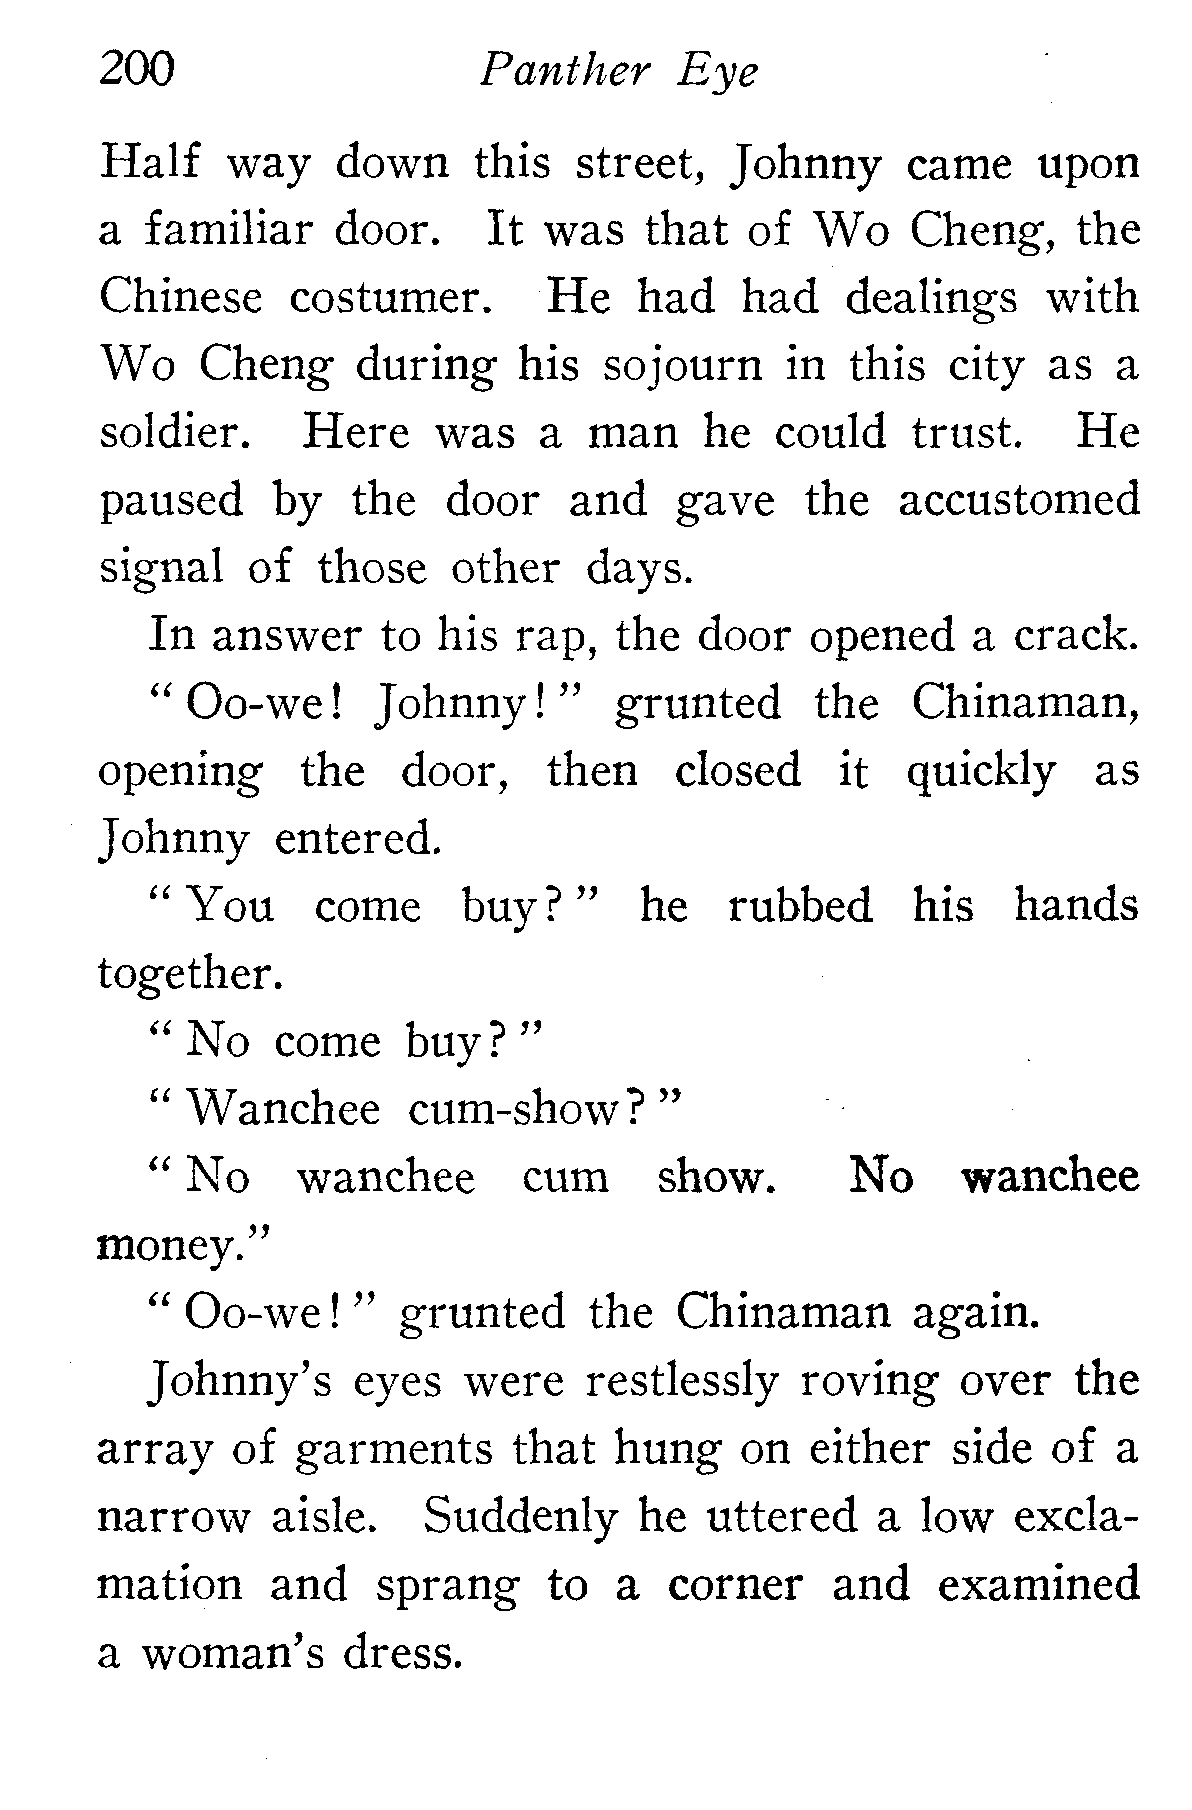 200 Panther Eye
Half way down this street, Johnny came upon
a familiar door. It was that of Wo Cheng, the
Chinese costumer. He had had dealings with
Wo Cheng during his sojourn in this city as a
soldier. Here was a man he could trust. He
paused by the door and gave the accustomed
signal of those other days.
In answer to his rap, the door opened a crack.
“ Oo-we! Johnny! ” grunted the Chinaman,
opening the door, then closed it quickly as
Johnny entered.
“ You come buy? ” he rubbed his hands
together.
“ No come buy? ”
“ Wanchee cum-show? ”
“ No wanchee cum show. No wanchee
money.”
“ Oo-we! ” grunted the Chinaman again.
Johnny’s eyes were restlessly roving over the
array of garments that hung on either side of a
narrow aisle. Suddenly he uttered a low excla-
mation and sprang to a corner and examined
a woman’s dress.